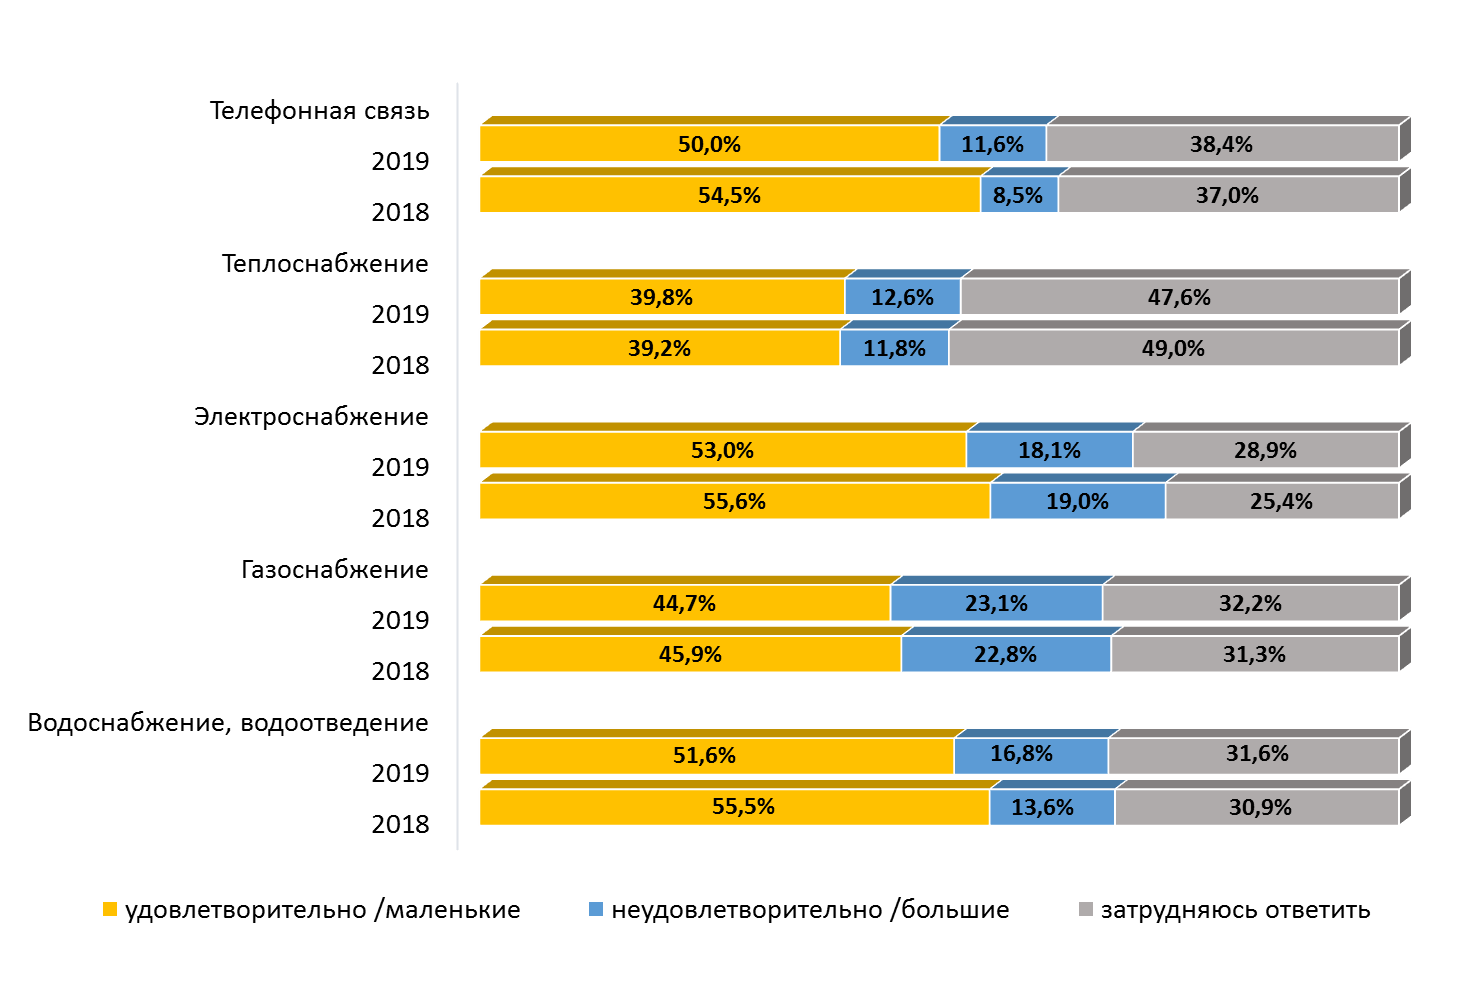 Телефонная связь
50,0% 11,6% 38,4%
2019
54,5% 8,5% 37,0%
2018
Теплоснабжение
39,8% 12,6% 47,6%
2019
39,2% 11,8% 49,0%
2018
Электроснабжение
53,0% 18,1% 28,9%
2019
55,6% 19,0% 25,4%
2018
Газоснабжение
44,7% 23,1% 32,2%
2019
45,9% 22,8% 31,3%
2018
Водоснабжение, водоотведение
51,6% 16,8% 31,6%
2019
55,5% 13,6% 30,9%
2018
удовлетворительно /маленькие неудовлетворительно /большие затрудняюсь ответить